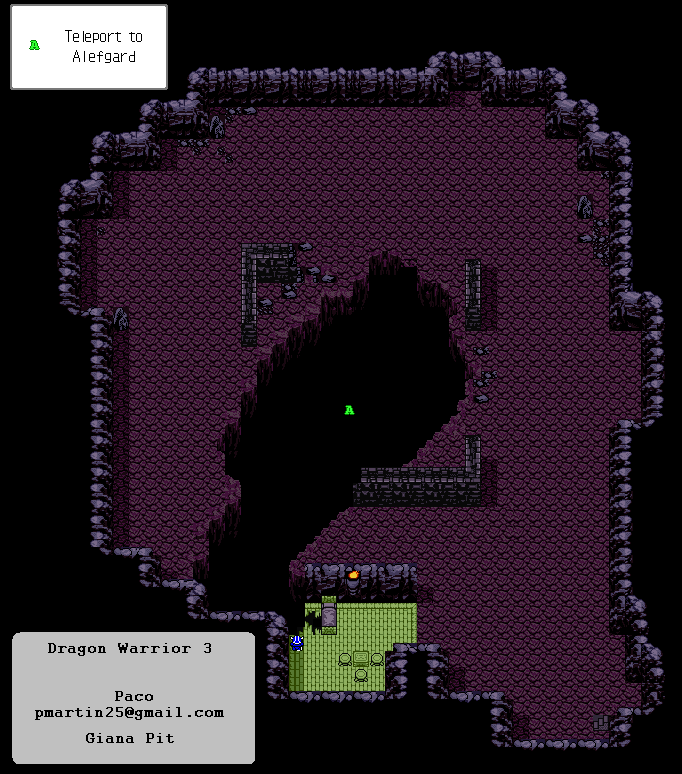 A
Teleport to
Alefgard
A
Dragon Warrior 3
Paco
pmartin25@gmail.com
Giana Pit